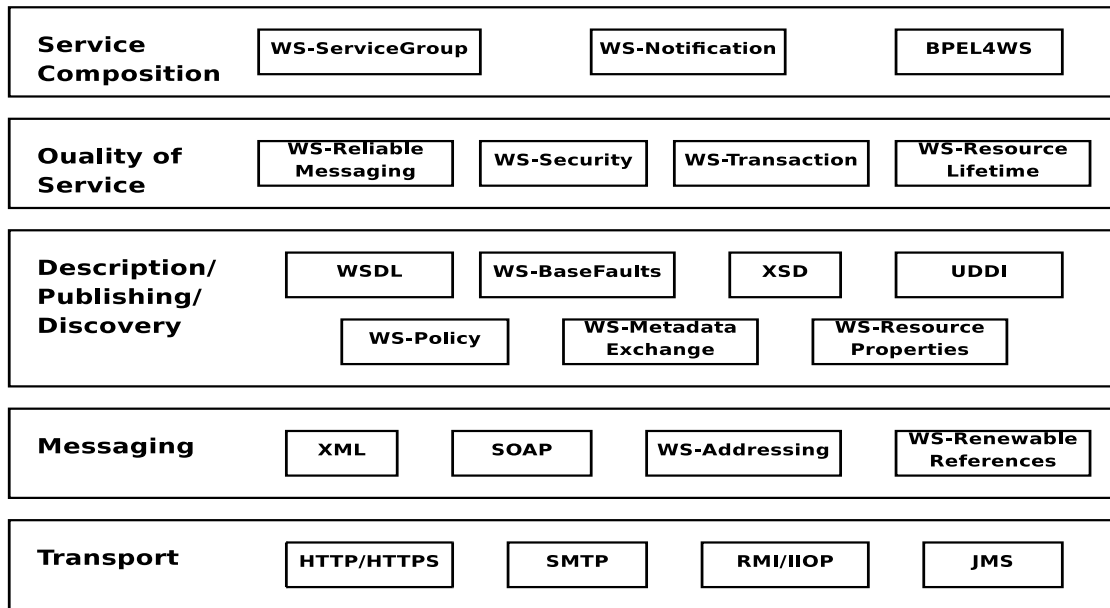 Service
Composition
WS-ServiceGroup
WS-Notification
BPEL4WS
Ouality of
Service
WS-Reliable
Messaging
WS-Security
WS-Transaction
WS-Resource
Lifetime
Description/
Publishing/
Discovery
WSDL
WS-BaseFaults
XSD
UDDI
WS-Policy
WS-Metadata
Exchange
WS-Resource
Properties
Messaging
XML
SOAP
WS-Addressing
WS-Renewable
References
Transport
HTTP/HTTPS
SMTP
RMI/IIOP
JMS